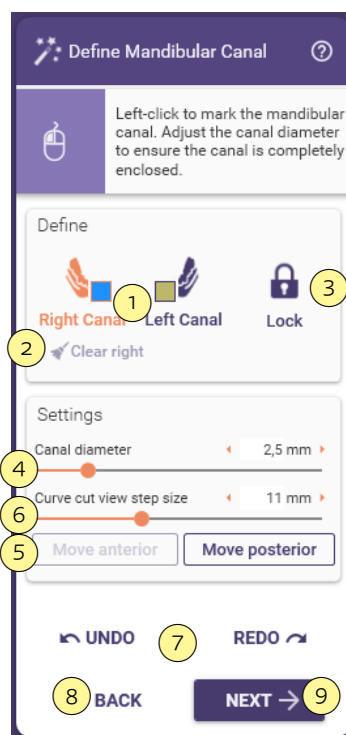 Define Mandibular Canal ?
Left-click to mark the mandibular
canal. Adjust the canal diameter
to ensure the canal is completely
enclosed.
Define
1
3
Right Canal Left Canal Lock
2 Clear right
Settings
Canal diameter 2,5 mm
4
Curve cut view step size 11 mm
6
5 Move anterior Move posterior
UNDO 7 REDO
8 BACK NEXT 9